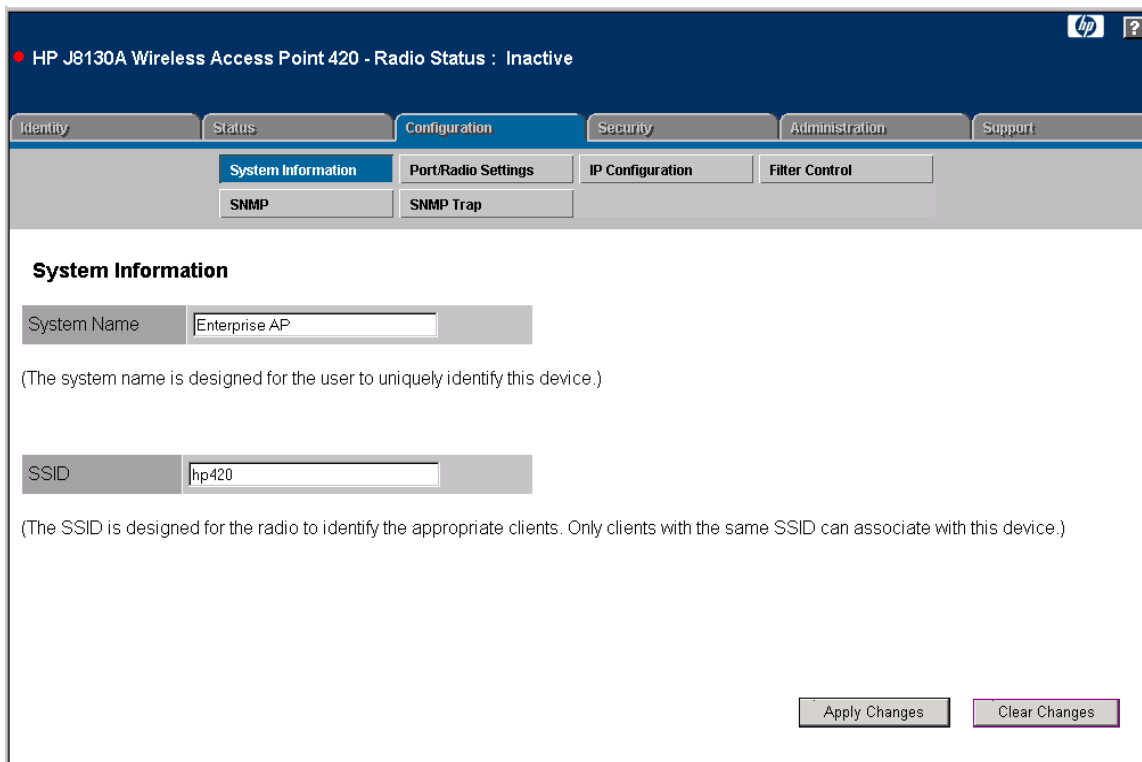 hp ?
HP J8130A Wireless Access Point 420 - Radio Status : Inactive
Identity Status Configuration Security Administration Support
System Information Port/Radio Settings IP Configuration Filter Control
SNMP SNMP Trap
System Information
System Name Enterprise AP
(The system name is designed for the user to uniquely identify this device.)
SSID hp420
(The SSID is designed for the radio to identify the appropriate clients. Only clients with the same SSID can associate with this device.)
Apply Changes Clear Changes